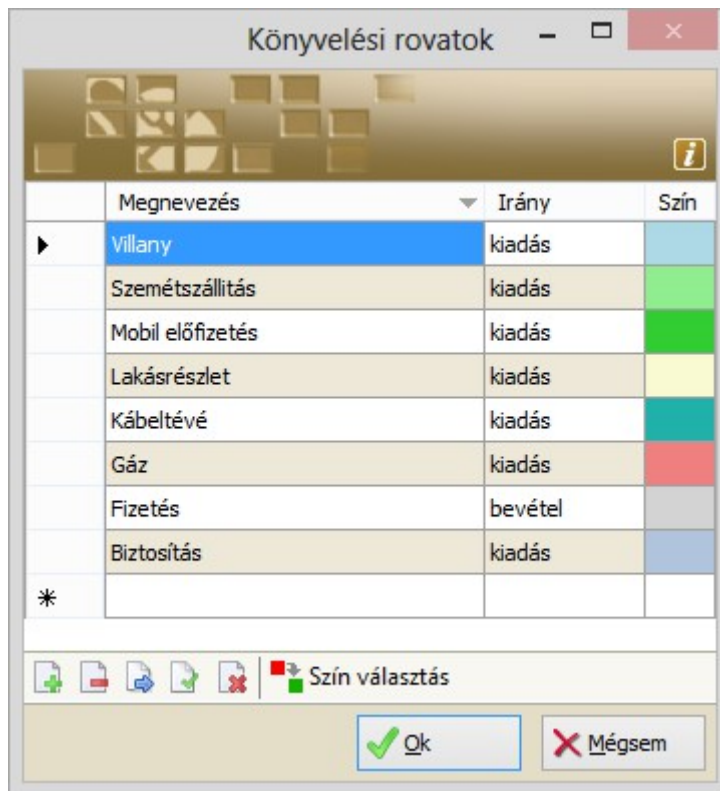 Könyvelési rovatok
Megnevezés Irány Szín
Villany kiadás
Szemétszállitás kiadás
Mobil előfizetés kiadás
Lakásrészlet kiadás
Kábeltévé kiadás
Gáz kiadás
Fizetés bevétel
Biztosítás kiadás
Szín választás
Ok Mégsem